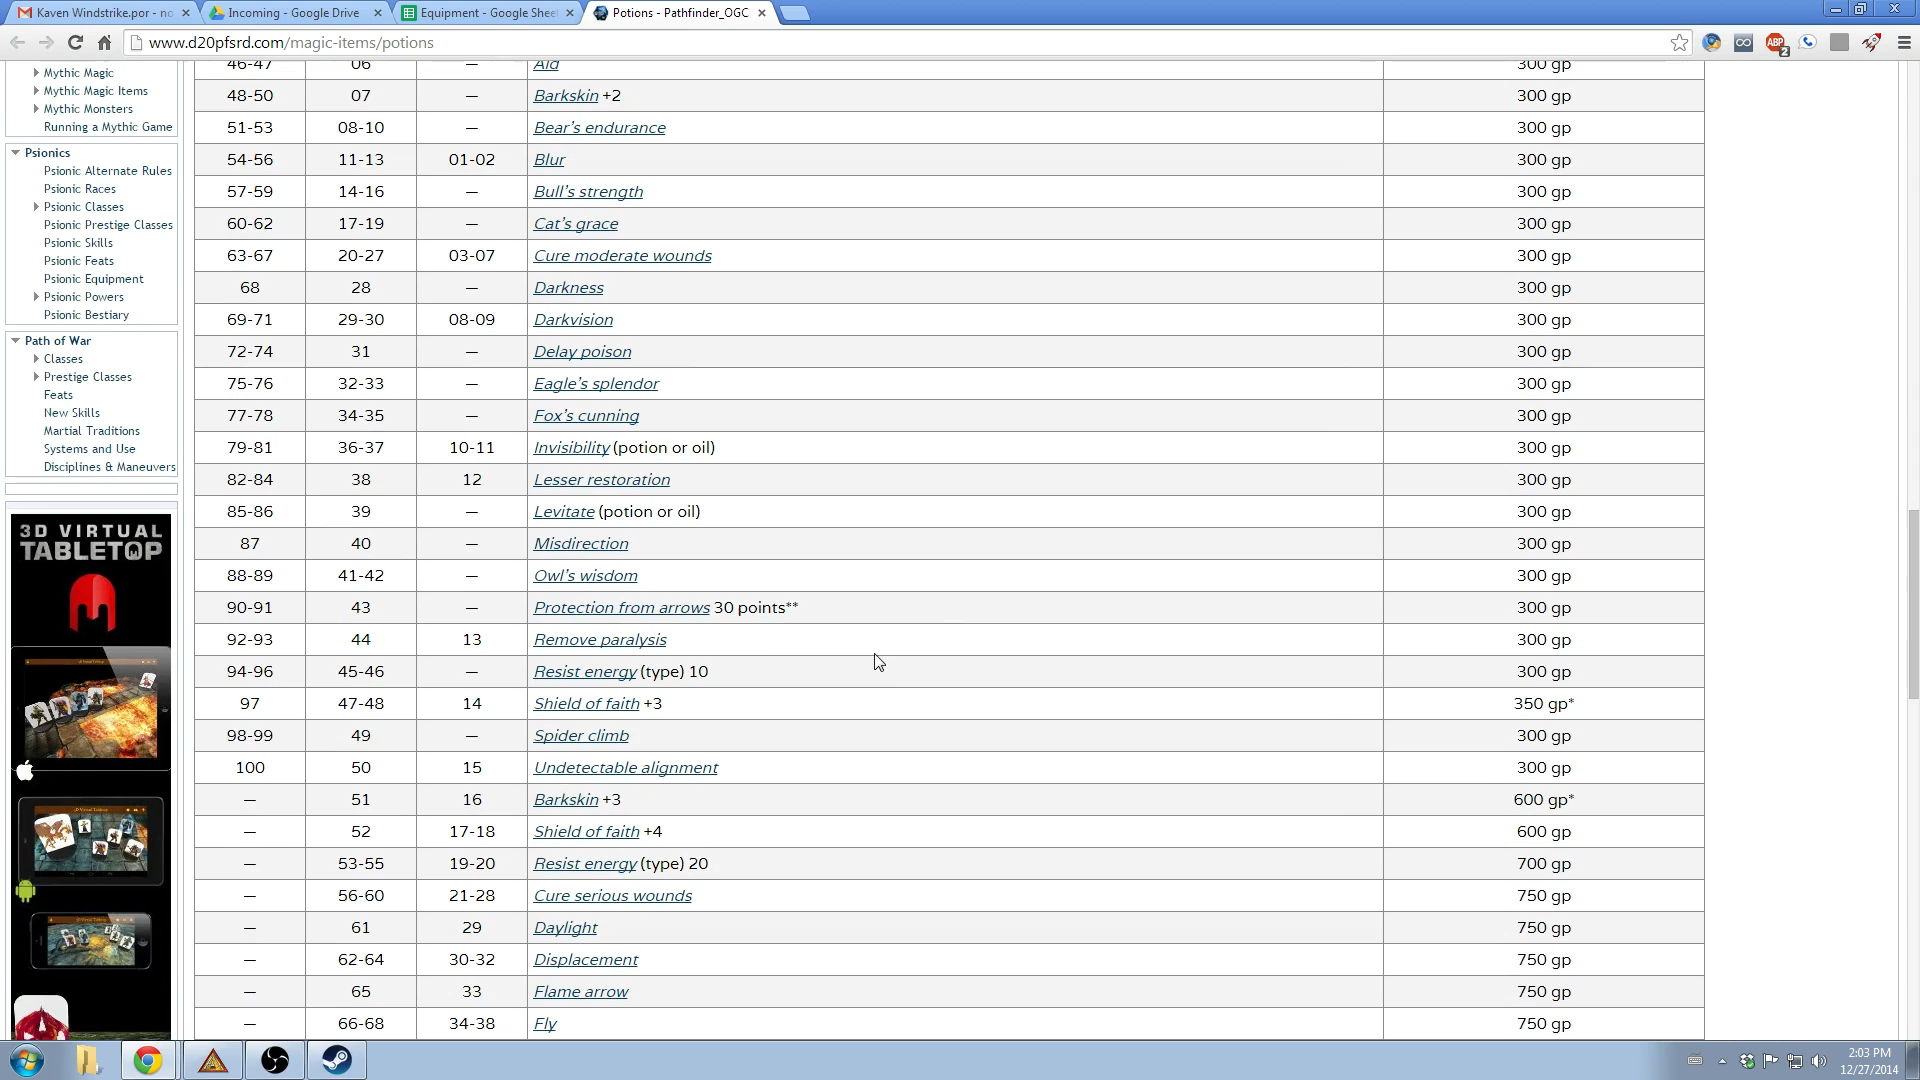 Kaven Windstrike.por - no
Incoming - Google Drive
Equipment - Google Shee
Potions - Pathfinder_OGC
www.d20pfsrd.com/magic-items/potions
ABP
2
Mythic Magic
Mythic Magic Items
Mythic Monsters
Running a Mythic Game
Psionics
Psionic Alternate Rules
Psionic Races
Psionic Classes
Psionic Prestige Classes
Psionic Skills
Psionic Feats
Psionic Equipment
Psionic Powers
Psionic Bestiary
Path of War
Classes
Prestige Classes
Feats
New Skills
Martial Traditions
Systems and Use
Disciplines & Maneuvers
3D VIRTUAL
TABLETOP
46-47 06 — Aid 300 gp
48-50 07 — Barkskin +2 300 gp
51-53 08-10 — Bear’s endurance 300 gp
54-56 11-13 01-02 Blur 300 gp
57-59 14-16 — Bull’s strength 300 gp
60-62 17-19 — Cat’s grace 300 gp
63-67 20-27 03-07 Cure moderate wounds 300 gp
68 28 — Darkness 300 gp
69-71 29-30 08-09 Darkvision 300 gp
72-74 31 — Delay poison 300 gp
75-76 32-33 — Eagle’s splendor 300 gp
77-78 34-35 — Fox’s cunning 300 gp
79-81 36-37 10-11 Invisibility (potion or oil) 300 gp
82-84 38 12 Lesser restoration 300 gp
85-86 39 — Levitate (potion or oil) 300 gp
87 40 — Misdirection 300 gp
88-89 41-42 — Owl’s wisdom 300 gp
90-91 43 — Protection from arrows 30 points** 300 gp
92-93 44 13 Remove paralysis 300 gp
94-96 45-46 — Resist energy (type) 10 300 gp
97 47-48 14 Shield of faith +3 350 gp*
98-99 49 — Spider climb 300 gp
100 50 15 Undetectable alignment 300 gp
— 51 16 Barkskin +3 600 gp*
— 52 17-18 Shield of faith +4 600 gp
— 53-55 19-20 Resist energy (type) 20 700 gp
— 56-60 21-28 Cure serious wounds 750 gp
— 61 29 Daylight 750 gp
— 62-64 30-32 Displacement 750 gp
— 65 33 Flame arrow 750 gp
— 66-68 34-38 Fly 750 gp
2:03 PM
12/27/2014